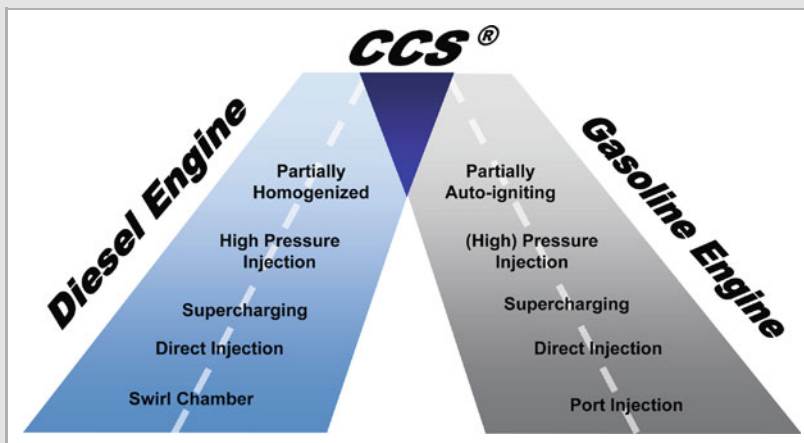 CCS ®
Diesel Engine
Partially
Homogenized
High Pressure
Injection
Supercharging
Direct Injection
Swirl Chamber
Gasoline Engine
Partially
Auto-igniting
(High) Pressure
Injection
Supercharging
Direct Injection
Port Injection